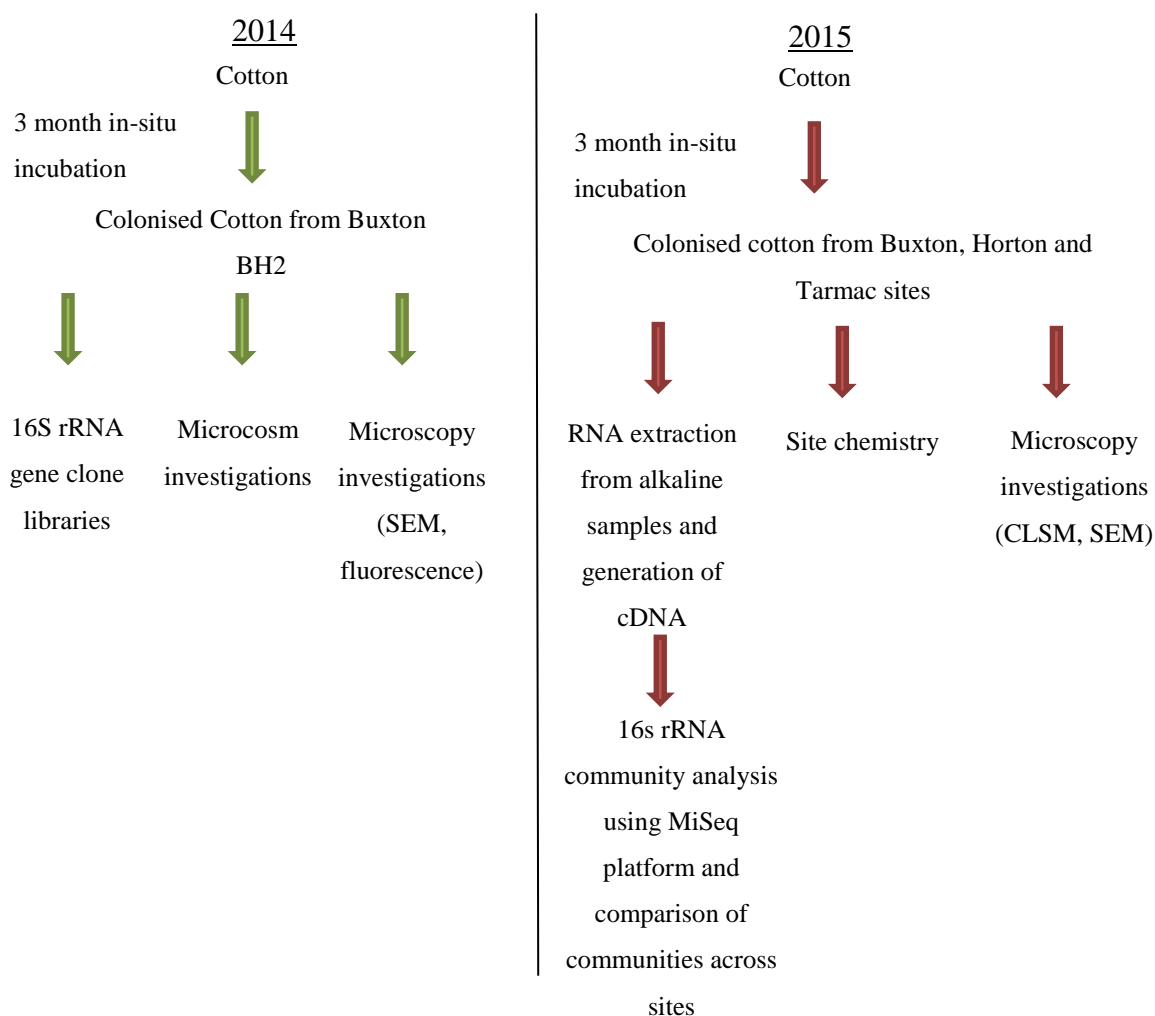 2014
Cotton
3 month in-situ
incubation
Colonised Cotton from Buxton
BH2
16S rRNA
gene clone
libraries
Microcosm
investigations
Microscopy
investigations
(SEM,
fluorescence)
2015
Cotton
3 month in-situ
incubation
Colonised cotton from Buxton, Horton and
Tarmac sites
RNA extraction
from alkaline
samples and
generation of
cDNA
Site chemistry
Microscopy
investigations
(CLSM, SEM)
16s rRNA
community analysis
using MiSeq
platform and
comparison of
communities across
sites